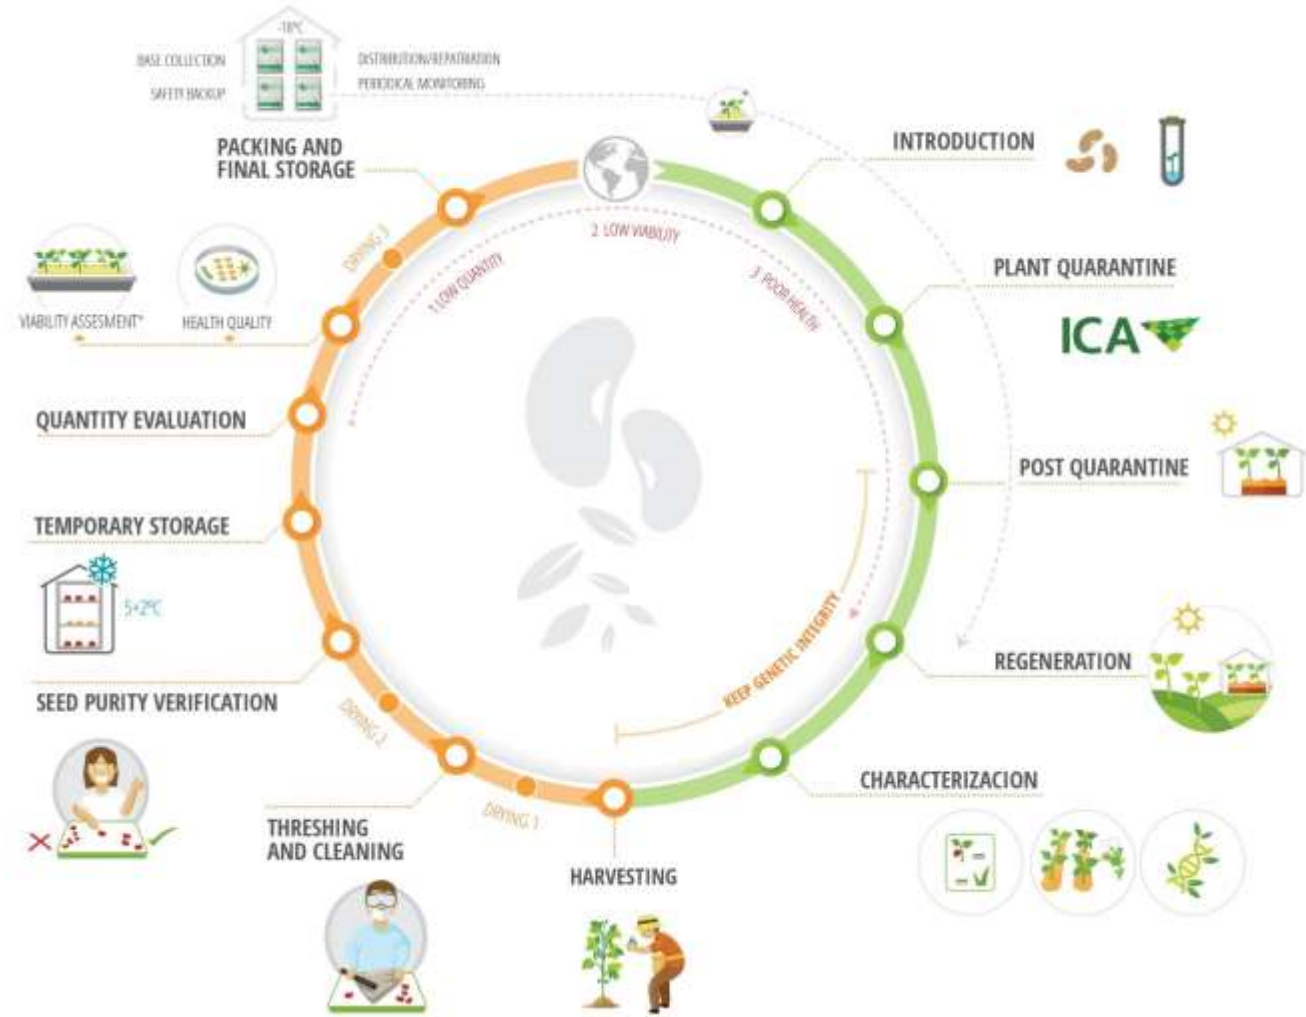 -18ºC
BASE COLLECTION
SAFETY BACKUP
DISTRIBUTION/REPATRIATION
PERIODICAL MONITORING
PACKING AND
FINAL STORAGE
INTRODUCTION
PLANT QUARANTINE
ICA
POST QUARANTINE
REGENERATION
CHARACTERIZACION
HARVESTING
DRYING 1
THRESHING
AND CLEANING
DRYING 2
SEED PURITY VERIFICATION
TEMPORARY STORAGE
5+2ºC
QUANTITY EVALUATION
VIABILITY ASSESMENT*
HEALTH QUALITY
DRYING 3
1. LOW QUANTITY
2. LOW VIABILITY
3. POOR HEALTH
KEEP GENETIC INTEGRITY